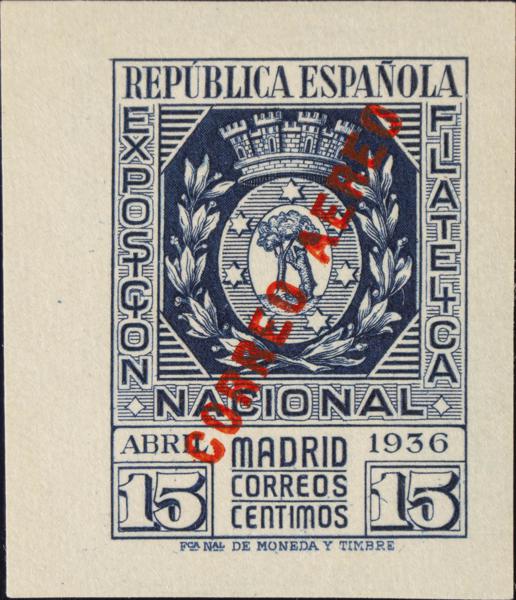 REPÚBLICA ESPAÑOLA
EXPOSICION
FILATELICA
NACIONAL
CORREO AEREO
ABRIL
MADRID
1936
15
CORREOS
15
CENTIMOS
FCA NAL DE MONEDA Y TIMBRE